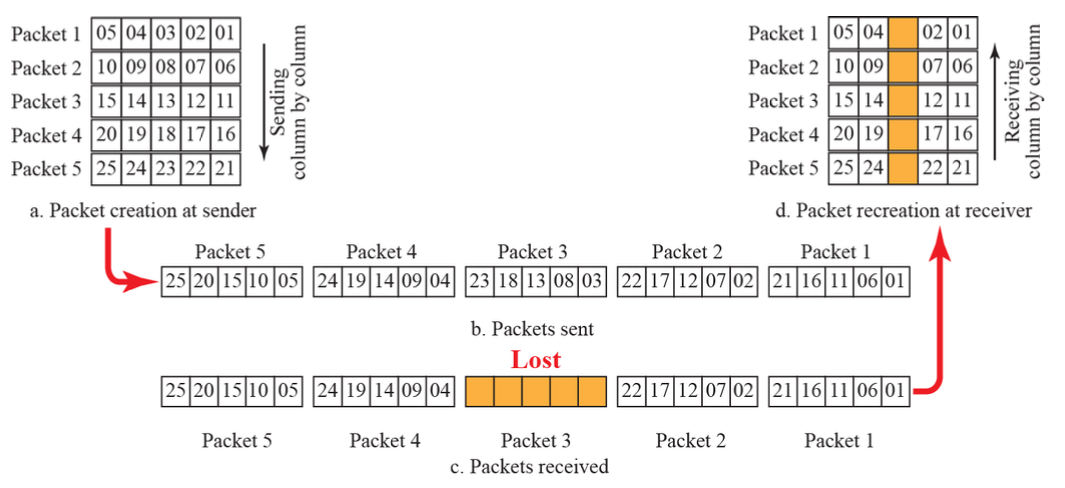 Packet 1 05 04 03 02 01
Packet 2 10 09 08 07 06
Packet 3 15 14 13 12 11
Packet 4 20 19 18 17 16
Packet 5 25 24 23 22 21
Sending
column by column
a. Packet creation at sender
Packet 1 05 04 02 01
Packet 2 10 09 07 06
Packet 3 15 14 12 11
Packet 4 20 19 17 16
Packet 5 25 24 22 21
Receiving
column by column
d. Packet recreation at receiver
Packet 5 Packet 4 Packet 3 Packet 2 Packet 1
25 20 15 10 05 24 19 14 09 04 23 18 13 08 03 22 17 12 07 02 21 16 11 06 01
b. Packets sent
Lost
25 20 15 10 05 24 19 14 09 04 22 17 12 07 02 21 16 11 06 01
Packet 5 Packet 4 Packet 3 Packet 2 Packet 1
c. Packets received